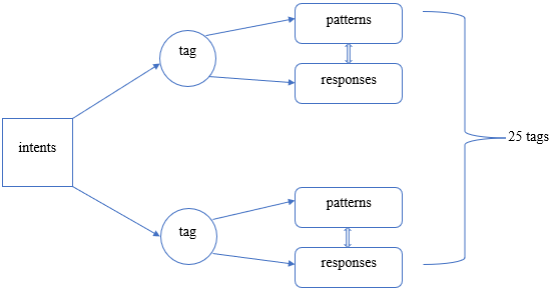 patterns
tag
responses
25 tags
intents
patterns
tag
responses